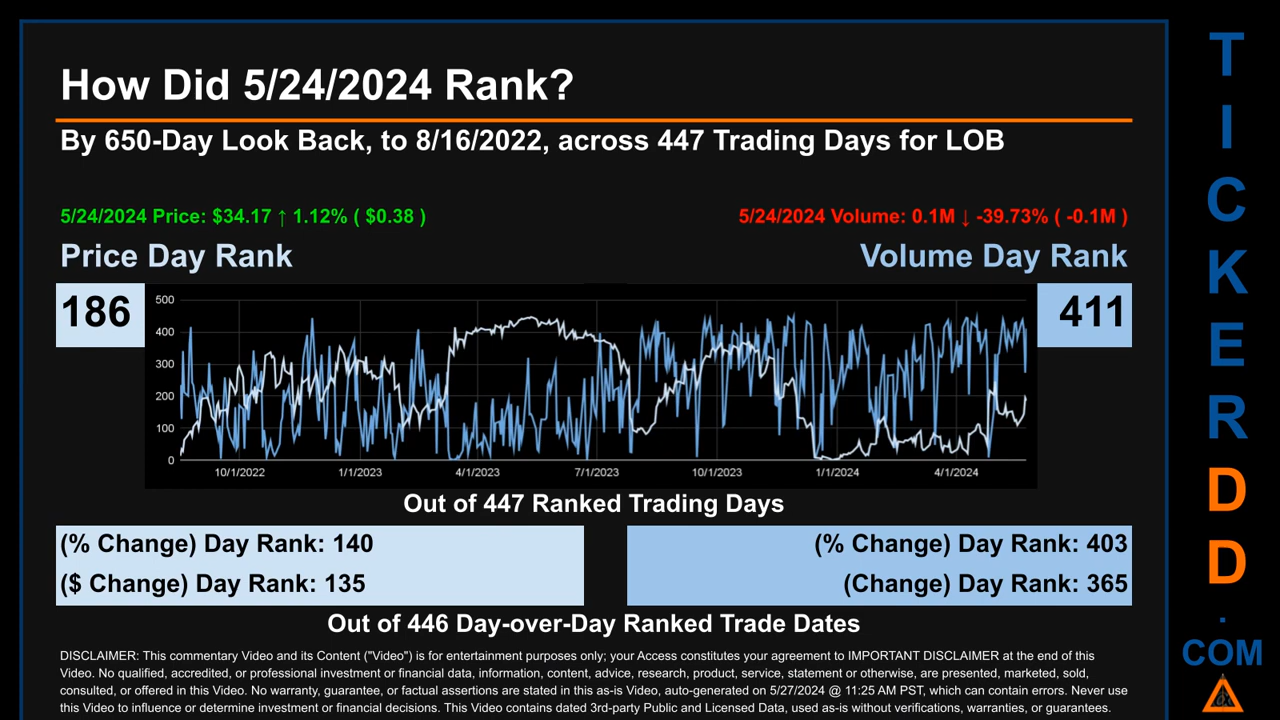 How Did 5/24/2024 Rank?
By 650-Day Look Back, to 8/16/2022, across 447 Trading Days for LOB
5/24/2024 Price: $34.17 ↑ 1.12% ( $0.38 )
5/24/2024 Volume: 0.1M ↓ -39.73% ( -0.1M )
Price Day Rank
Volume Day Rank
186
411
500
400
300
200
100
0
10/1/2022
1/1/2023
4/1/2023
7/1/2023
10/1/2023
1/1/2024
4/1/2024
Out of 447 Ranked Trading Days
(% Change) Day Rank: 140
($ Change) Day Rank: 135
(% Change) Day Rank: 403
(Change) Day Rank: 365
Out of 446 Day-over-Day Ranked Trade Dates
DISCLAIMER: This commentary Video and its Content ("Video") is for entertainment purposes only; your Access constitutes your agreement to IMPORTANT DISCLAIMER at the end of this
Video. No qualified, accredited, or professional investment or financial data, information, content, advice, research, product, service, statement or otherwise, are presented, marketed, sold,
consulted, or offered in this Video. No warranty, guarantee, or factual assertions are stated in this as-is Video, auto-generated on 5/27/2024 @ 11:25 AM PST, which can contain errors. Never use
this Video to influence or determine investment or financial decisions. This Video contains dated 3rd-party Public and Licensed Data, used as-is without verifications, warranties, or guarantees.
T
I
C
K
E
R
D
D
.
COM